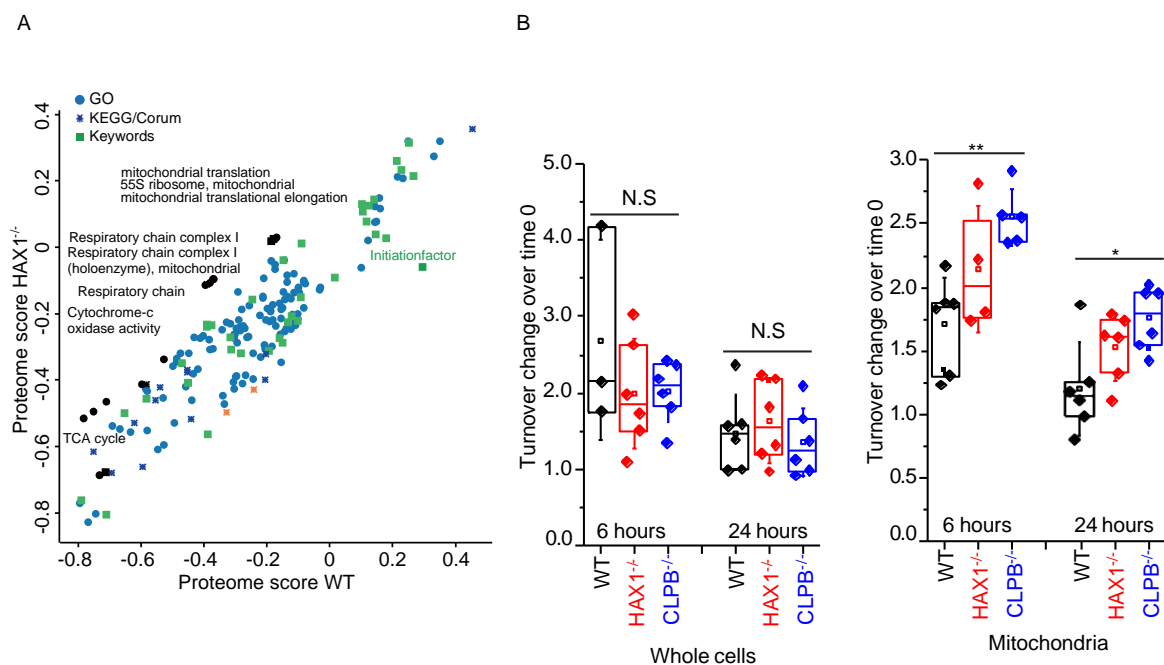 A
B
GO
KEGG/Corum
Keywords
mitochondrial translation
55S ribosome, mitochondrial
mitochondrial translational elongation
Respiratory chain complex I
Respiratory chain complex I
(holoenzyme), mitochondrial
Respiratory chain
Cytochrome-c
oxidase activity
TCA cycle
Initiationfactor
Proteome score HAX1-/-
0.4
0.2
0
-0.2
-0.4
-0.6
-0.8
-0.8
-0.6
-0.4
-0.2
0
0.2
0.4
Proteome score WT
Turnover change over time 0
5.0
4.0
3.0
2.0
1.0
0.0
N.S
N.S
6 hours
24 hours
WT
HAX1-/-
CLPB-/-
WT
HAX1-/-
CLPB-/-
Whole cells
Turnover change over time 0
3.0
2.5
2.0
1.5
1.0
0.5
0.0
**
*
6 hours
24 hours
WT
HAX1-/-
CLPB-/-
WT
HAX1-/-
CLPB-/-
Mitochondria